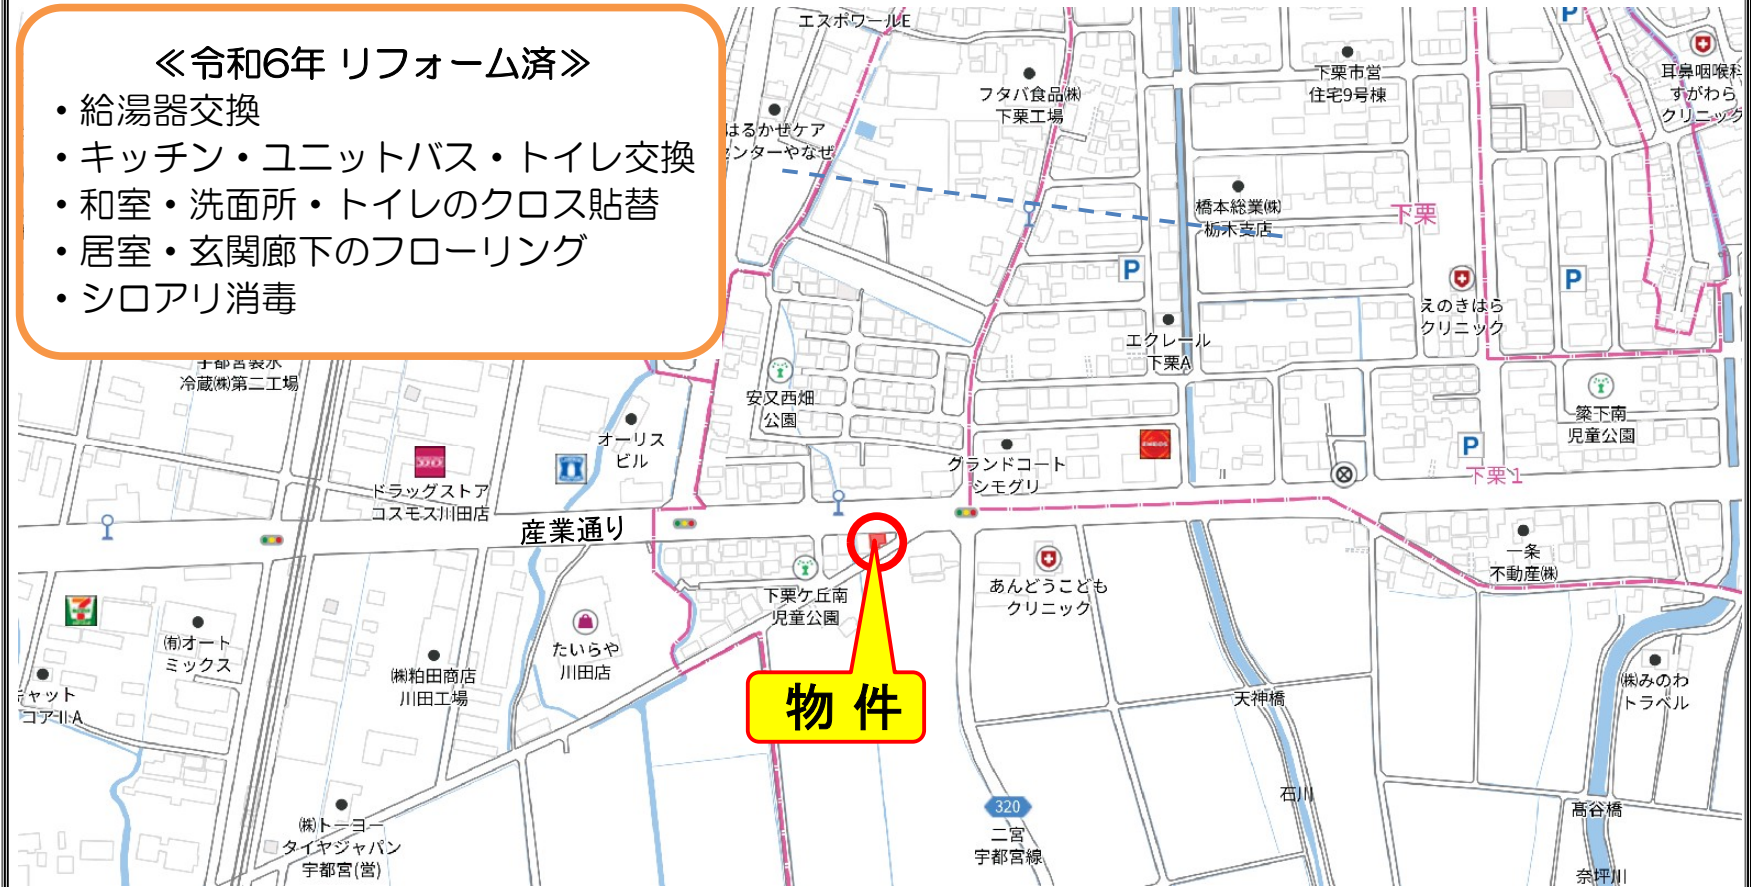 ≪令和6年 リフォーム済≫
・給湯器交換
・キッチン・ユニットバス・トイレ交換
・和室・洗面所・トイレのクロス貼替
・居室・玄関廊下のフローリング
・シロアリ消毒
エスポワールE
フタバ食品㈱
下栗工場
下栗市営
住宅9号棟
耳鼻咽喉科
すがわら
クリニック
はるかぜケア
センターやなぜ
橋本総業㈱
栃木支店
下栗
P
P
P
P
えのきはら
クリニック
エクレール
下栗A
宇都宮製氷
冷蔵㈱第二工場
安又西畑
公園
簗下南
児童公園
オーリス
ビル
グランドコート
シモグリ
ENEOS
下栗1
ドラッグストア
コスモス川田店
産業通り
一条
不動産㈱
あんどうこども
クリニック
下栗ケ丘南
児童公園
㈲オート
ミックス
たいらや
川田店
㈱粕田商店
川田工場
キャット
コアⅡA
物件
天神橋
㈱みのわ
トラベル
石川
320
二宮
宇都宮線
髙谷橋
㈱トーヨー
タイヤジャパン
宇都宮(営)
奈坪川